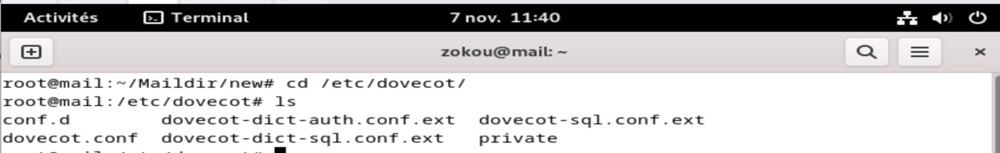 Activités Terminal 7 nov. 11:40
zokou@mail: ~
root@mail:~/Maildir/new# cd /etc/dovecot/
root@mail:/etc/dovecot# ls
conf.d dovecot-dict-auth.conf.ext dovecot-sql.conf.ext
dovecot.conf dovecot-dict-sql.conf.ext private